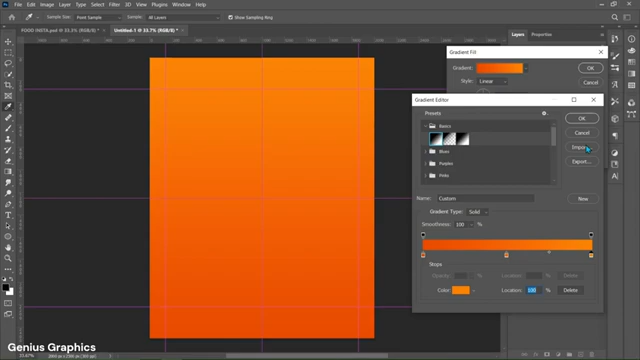 Ps File Edit Image Layer Type Select Filter 3D View Plugins Window Help
Sample Size: Point Sample Sample: All Layers Show Sampling Ring
PODO INSTA.psd @ 33.7% (RGB/8) * × Untitled-1 @ 33.7% (RGB/8) * ×
Layers Properties
Gradient Fill
Gradient: OK
Style: Linear Cancel
Gradient Editor
Presets
Basics OK
Cancel
Blues Import...
Purples Export...
Pinks
Name: Custom New
Gradient Type: Solid
Smoothness: 100 %
Stops
Opacity: % Location: % Delete
Color: Location: 100 % Delete
Genius Graphics